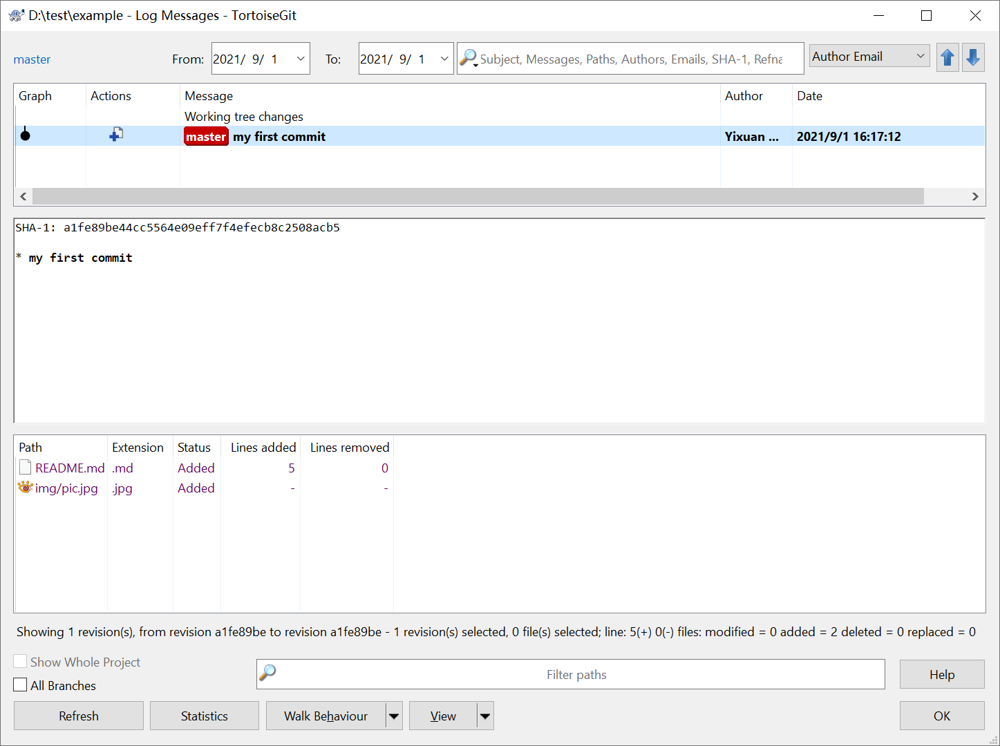 D:\test\example - Log Messages - TortoiseGit
master From: 2021/ 9/ 1 To: 2021/ 9/ 1 Subject, Messages, Paths, Authors, Emails, SHA-1, Refna Author Email
Graph Actions Message Author Date
Working tree changes
master my first commit Yixuan ... 2021/9/1 16:17:12
SHA-1: a1fe89be44cc5564e09eff7f4efecb8c2508acb5
* my first commit
Path Extension Status Lines added Lines removed
README.md .md Added 5 0
img/pic.jpg .jpg Added - -
Showing 1 revision(s), from revision a1fe89be to revision a1fe89be - 1 revision(s) selected, 0 file(s) selected; line: 5(+) 0(-) files: modified = 0 added = 2 deleted = 0 replaced = 0
Show Whole Project
Filter paths Help
All Branches
Refresh Statistics Walk Behaviour View OK